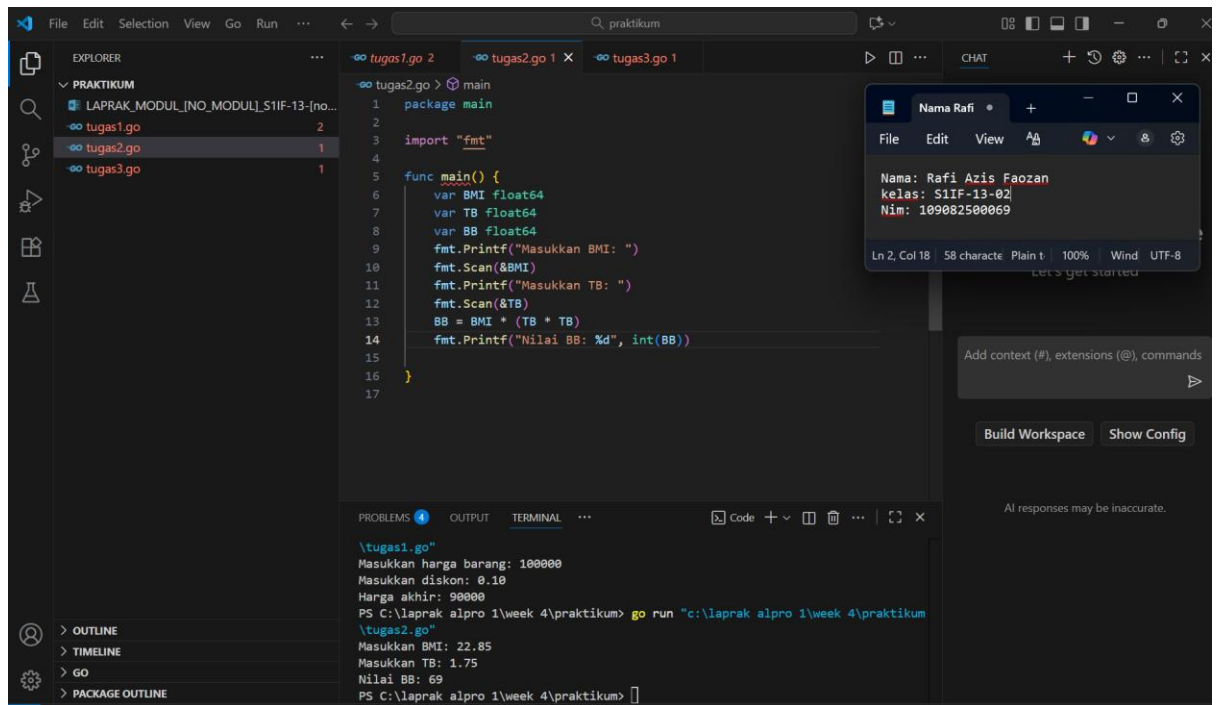 File Edit Selection View Go Run ··· praktikum
EXPLORER ···
PRAKTIKUM
LAPRAK_MODUL_[NO_MODUL]_S1IF-13-[no...
tugas1.go 2
tugas2.go 1
tugas3.go 1
OUTLINE
TIMELINE
GO
PACKAGE OUTLINE
tugas1.go 2 tugas2.go 1 tugas3.go 1
tugas2.go > main
1 package main
2
3 import "fmt"
4
5 func main() {
6 var BMI float64
7 var TB float64
8 var BB float64
9 fmt.Printf("Masukkan BMI: ")
10 fmt.Scan(&BMI)
11 fmt.Printf("Masukkan TB: ")
12 fmt.Scan(&TB)
13 BB = BMI * (TB * TB)
14 fmt.Printf("Nilai BB: %d", int(BB))
15
16 }
17
PROBLEMS 4 OUTPUT TERMINAL ··· Code
\tugas1.go"
Masukkan harga barang: 100000
Masukkan diskon: 0.10
Harga akhir: 90000
PS C:\laprak alpro 1\week 4\praktikum> go run "c:\laprak alpro 1\week 4\praktikum
\tugas2.go"
Masukkan BMI: 22.85
Masukkan TB: 1.75
Nilai BB: 69
PS C:\laprak alpro 1\week 4\praktikum>
CHAT
Nama Rafi
File Edit View
Nama: Rafi Azis Faozan
kelas: S1IF-13-02
Nim: 109082500069
Ln 2, Col 18 58 characte Plain t 100% Wind UTF-8
Let's get started
Add context (#), extensions (@), commands
Build Workspace Show Config
AI responses may be inaccurate.